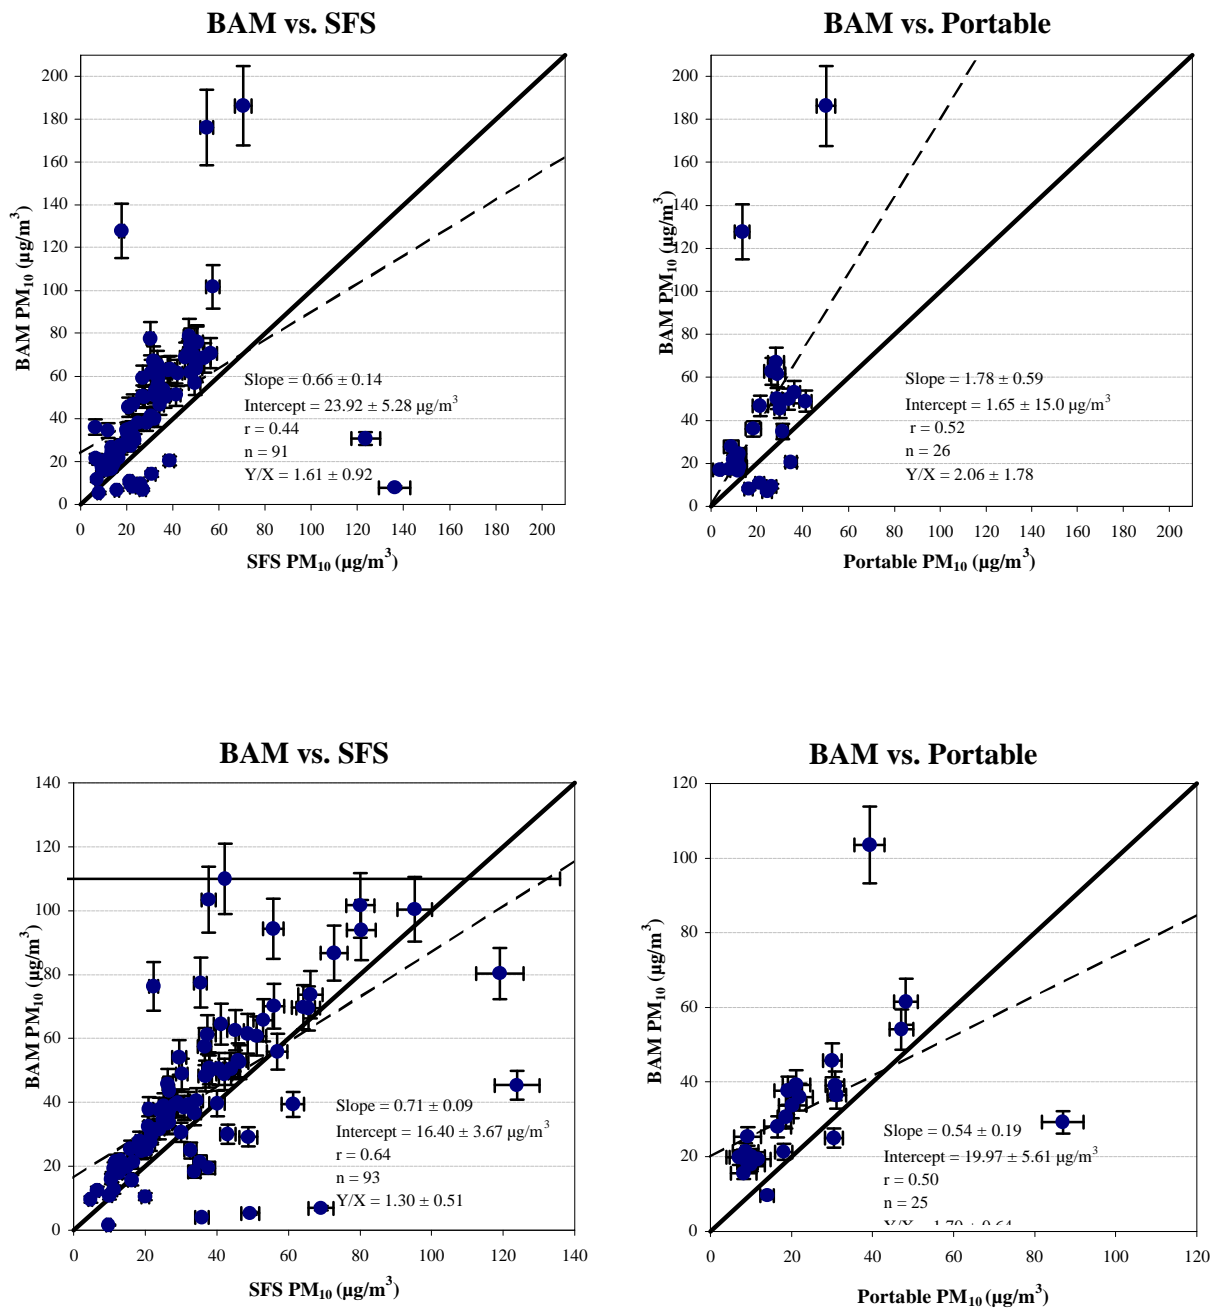 BAM vs. SFS
210
200
180
160
140
120
100
80
60
40
20
0
BAM PM10 (µg/m3)
Slope = 0.66 ± 0.14
Intercept = 23.92 ± 5.28 µg/m3
r = 0.44
n = 91
Y/X = 1.61 ± 0.92
0 20 40 60 80 100 120 140 160 180 200
SFS PM10 (µg/m3)
BAM vs. Portable
200
180
160
140
120
100
80
60
40
20
0
BAM PM10 (µg/m3)
Slope = 1.78 ± 0.59
Intercept = 1.65 ± 15.0 µg/m3
r = 0.52
n = 26
Y/X = 2.06 ± 1.78
0 20 40 60 80 100 120 140 160 180 200
Portable PM10 (µg/m3)
BAM vs. SFS
140
120
100
80
60
40
20
0
BAM PM10 (µg/m3)
Slope = 0.71 ± 0.09
Intercept = 16.40 ± 3.67 µg/m3
r = 0.64
n = 93
Y/X = 1.30 ± 0.51
0 20 40 60 80 100 120 140
SFS PM10 (µg/m3)
BAM vs. Portable
120
100
80
60
40
20
0
BAM PM10 (µg/m3)
Slope = 0.54 ± 0.19
Intercept = 19.97 ± 5.61 µg/m3
r = 0.50
n = 25
0 20 40 60 80 100 120
Portable PM10 (µg/m3)